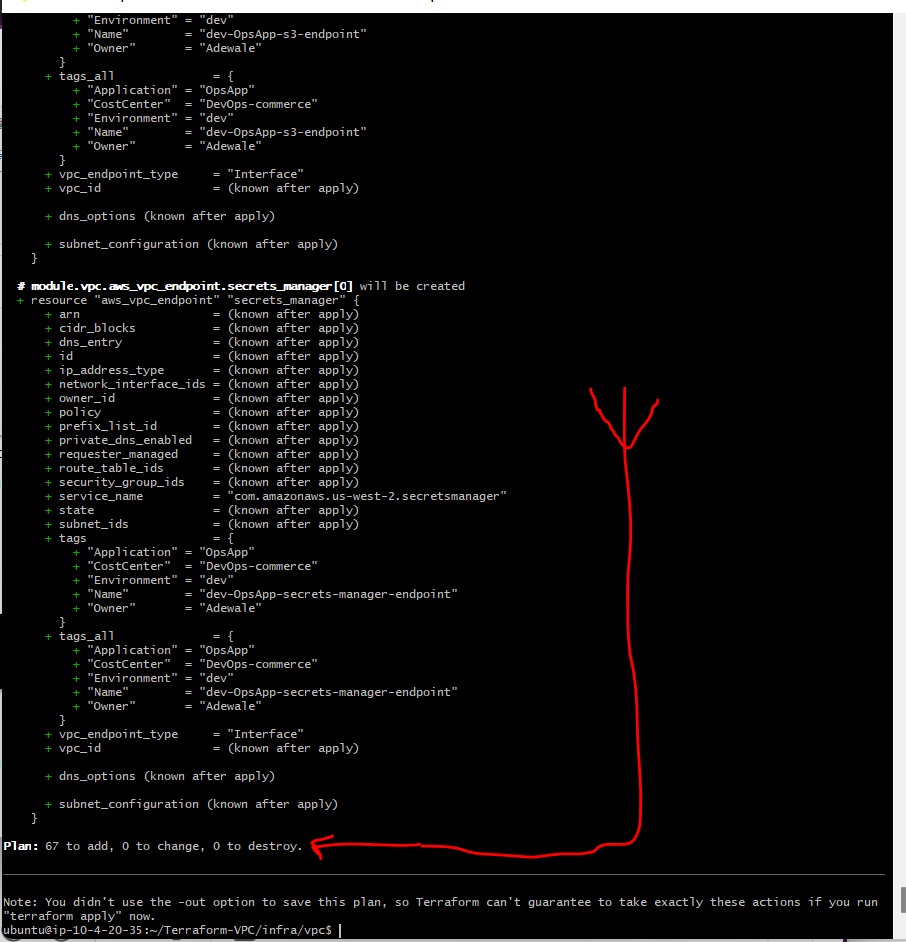 + "Environment" = "dev"
+ "Name"        = "dev-OpsApp-s3-endpoint"
+ "Owner"       = "Adewale"
}
+ tags_all              = {
+ "Application" = "OpsApp"
+ "CostCenter"  = "DevOps-commerce"
+ "Environment" = "dev"
+ "Name"        = "dev-OpsApp-s3-endpoint"
+ "Owner"       = "Adewale"
}
+ vpc_endpoint_type     = "Interface"
+ vpc_id                = (known after apply)
+ dns_options (known after apply)
+ subnet_configuration (known after apply)
}
# module.vpc.aws_vpc_endpoint.secrets_manager[0] will be created
+ resource "aws_vpc_endpoint" "secrets_manager" {
+ arn                   = (known after apply)
+ cidr_blocks           = (known after apply)
+ dns_entry             = (known after apply)
+ id                    = (known after apply)
+ ip_address_type       = (known after apply)
+ network_interface_ids = (known after apply)
+ owner_id              = (known after apply)
+ policy                = (known after apply)
+ prefix_list_id        = (known after apply)
+ private_dns_enabled   = (known after apply)
+ requester_managed     = (known after apply)
+ route_table_ids       = (known after apply)
+ security_group_ids    = (known after apply)
+ service_name          = "com.amazonaws.us-west-2.secretsmanager"
+ state                 = (known after apply)
+ subnet_ids            = (known after apply)
+ tags                  = {
+ "Application" = "OpsApp"
+ "CostCenter"  = "DevOps-commerce"
+ "Environment" = "dev"
+ "Name"        = "dev-OpsApp-secrets-manager-endpoint"
+ "Owner"       = "Adewale"
}
+ tags_all              = {
+ "Application" = "OpsApp"
+ "CostCenter"  = "DevOps-commerce"
+ "Environment" = "dev"
+ "Name"        = "dev-OpsApp-secrets-manager-endpoint"
+ "Owner"       = "Adewale"
}
+ vpc_endpoint_type     = "Interface"
+ vpc_id                = (known after apply)
+ dns_options (known after apply)
+ subnet_configuration (known after apply)
}
Plan: 67 to add, 0 to change, 0 to destroy.
Note: You didn't use the -out option to save this plan, so Terraform can't guarantee to take exactly these actions if you run
"terraform apply" now.
ubuntu@ip-10-4-20-35:~/Terraform-VPC/infra/vpc$